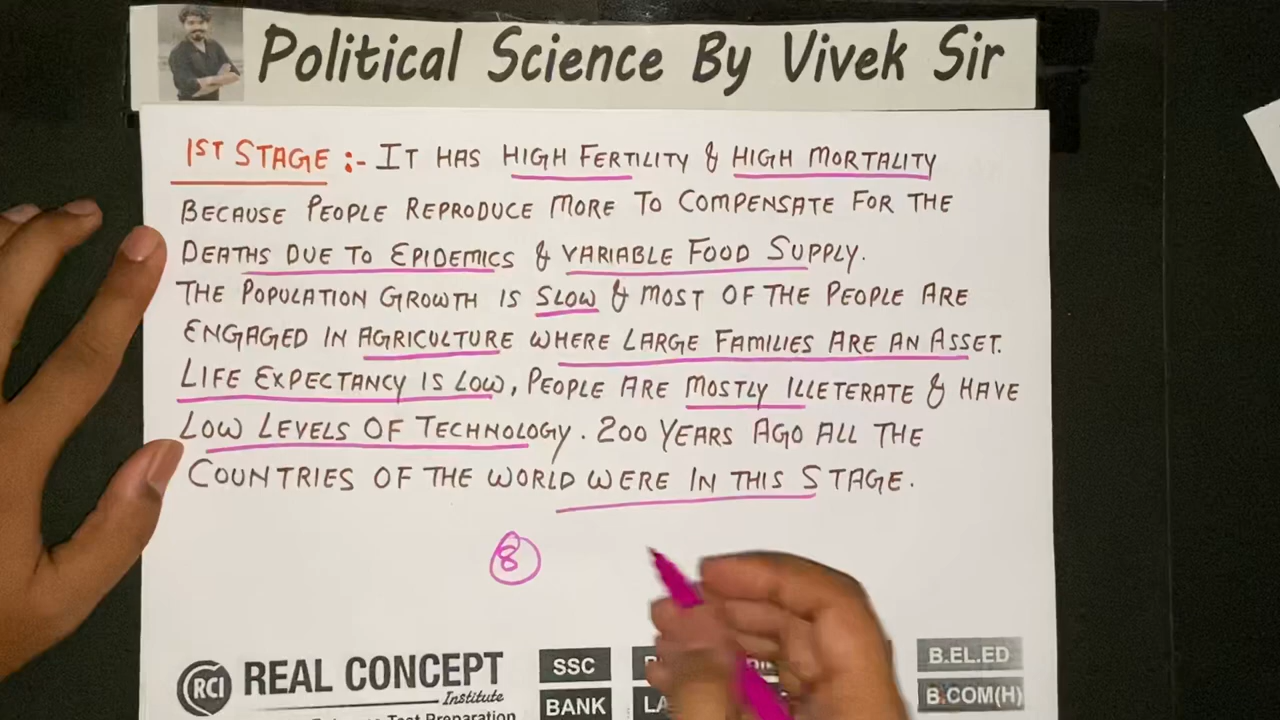 Political Science By Vivek Sir
1ST STAGE :- IT HAS HIGH FERTILITY & HIGH MORTALITY
BECAUSE PEOPLE REPRODUCE MORE TO COMPENSATE FOR THE
DEATHS DUE TO EPIDEMICS & VARIABLE FOOD SUPPLY.
THE POPULATION GROWTH IS SLOW & MOST OF THE PEOPLE ARE
ENGAGED IN AGRICULTURE WHERE LARGE FAMILIES ARE AN ASSET.
LIFE EXPECTANCY IS LOW, PEOPLE ARE MOSTLY ILLETERATE & HAVE
LOW LEVELS OF TECHNOLOGY. 200 YEARS AGO ALL THE
COUNTRIES OF THE WORLD WERE IN THIS STAGE.
8
RCI REAL CONCEPT
Institute
Test Preparation
SSC
BANK
B.EL.ED
B.COM(H)